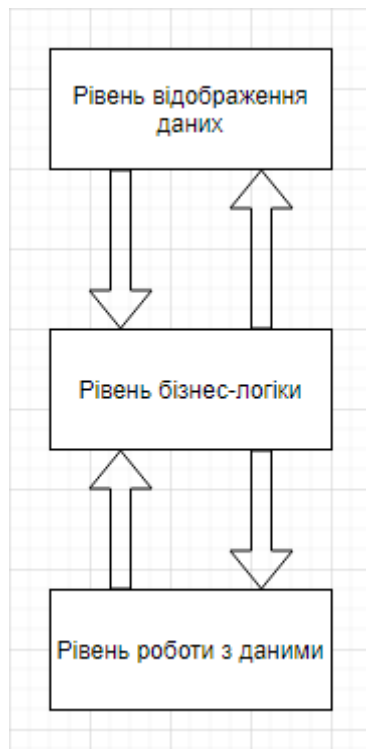 Рівень відображення
даних
Рівень бізнес-логіки
Рівень роботи з даними